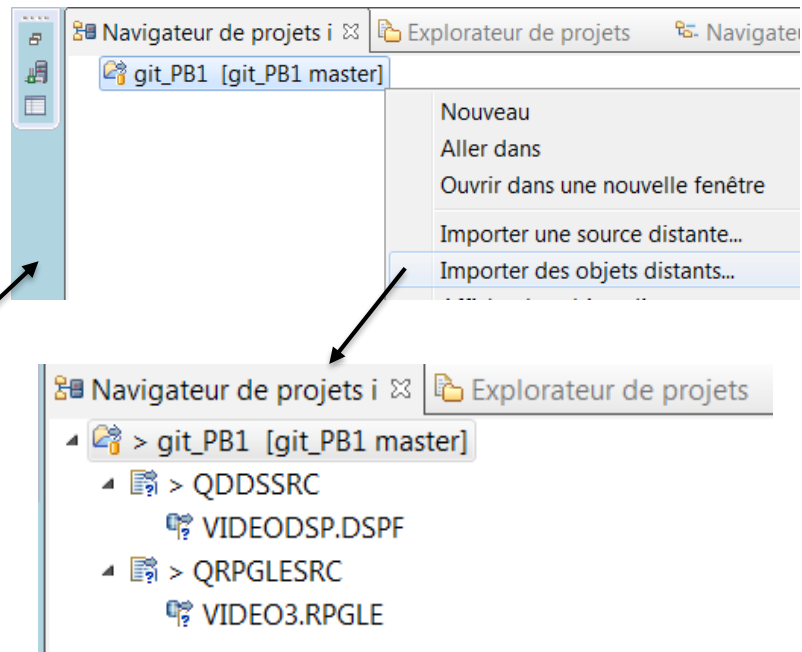 Navigateur de projets i Explorateur de projets
git_PB1 [git_PB1 master]
Nouveau
Aller dans
Ouvrir dans une nouvelle fenêtre
Importer une source distante...
Importer des objets distants...
Navigateur de projets i Explorateur de projets
> git_PB1 [git_PB1 master]
> QDDSSRC
VIDEODSP.DSPF
> QRPGLESRC
VIDEO3.RPGLE